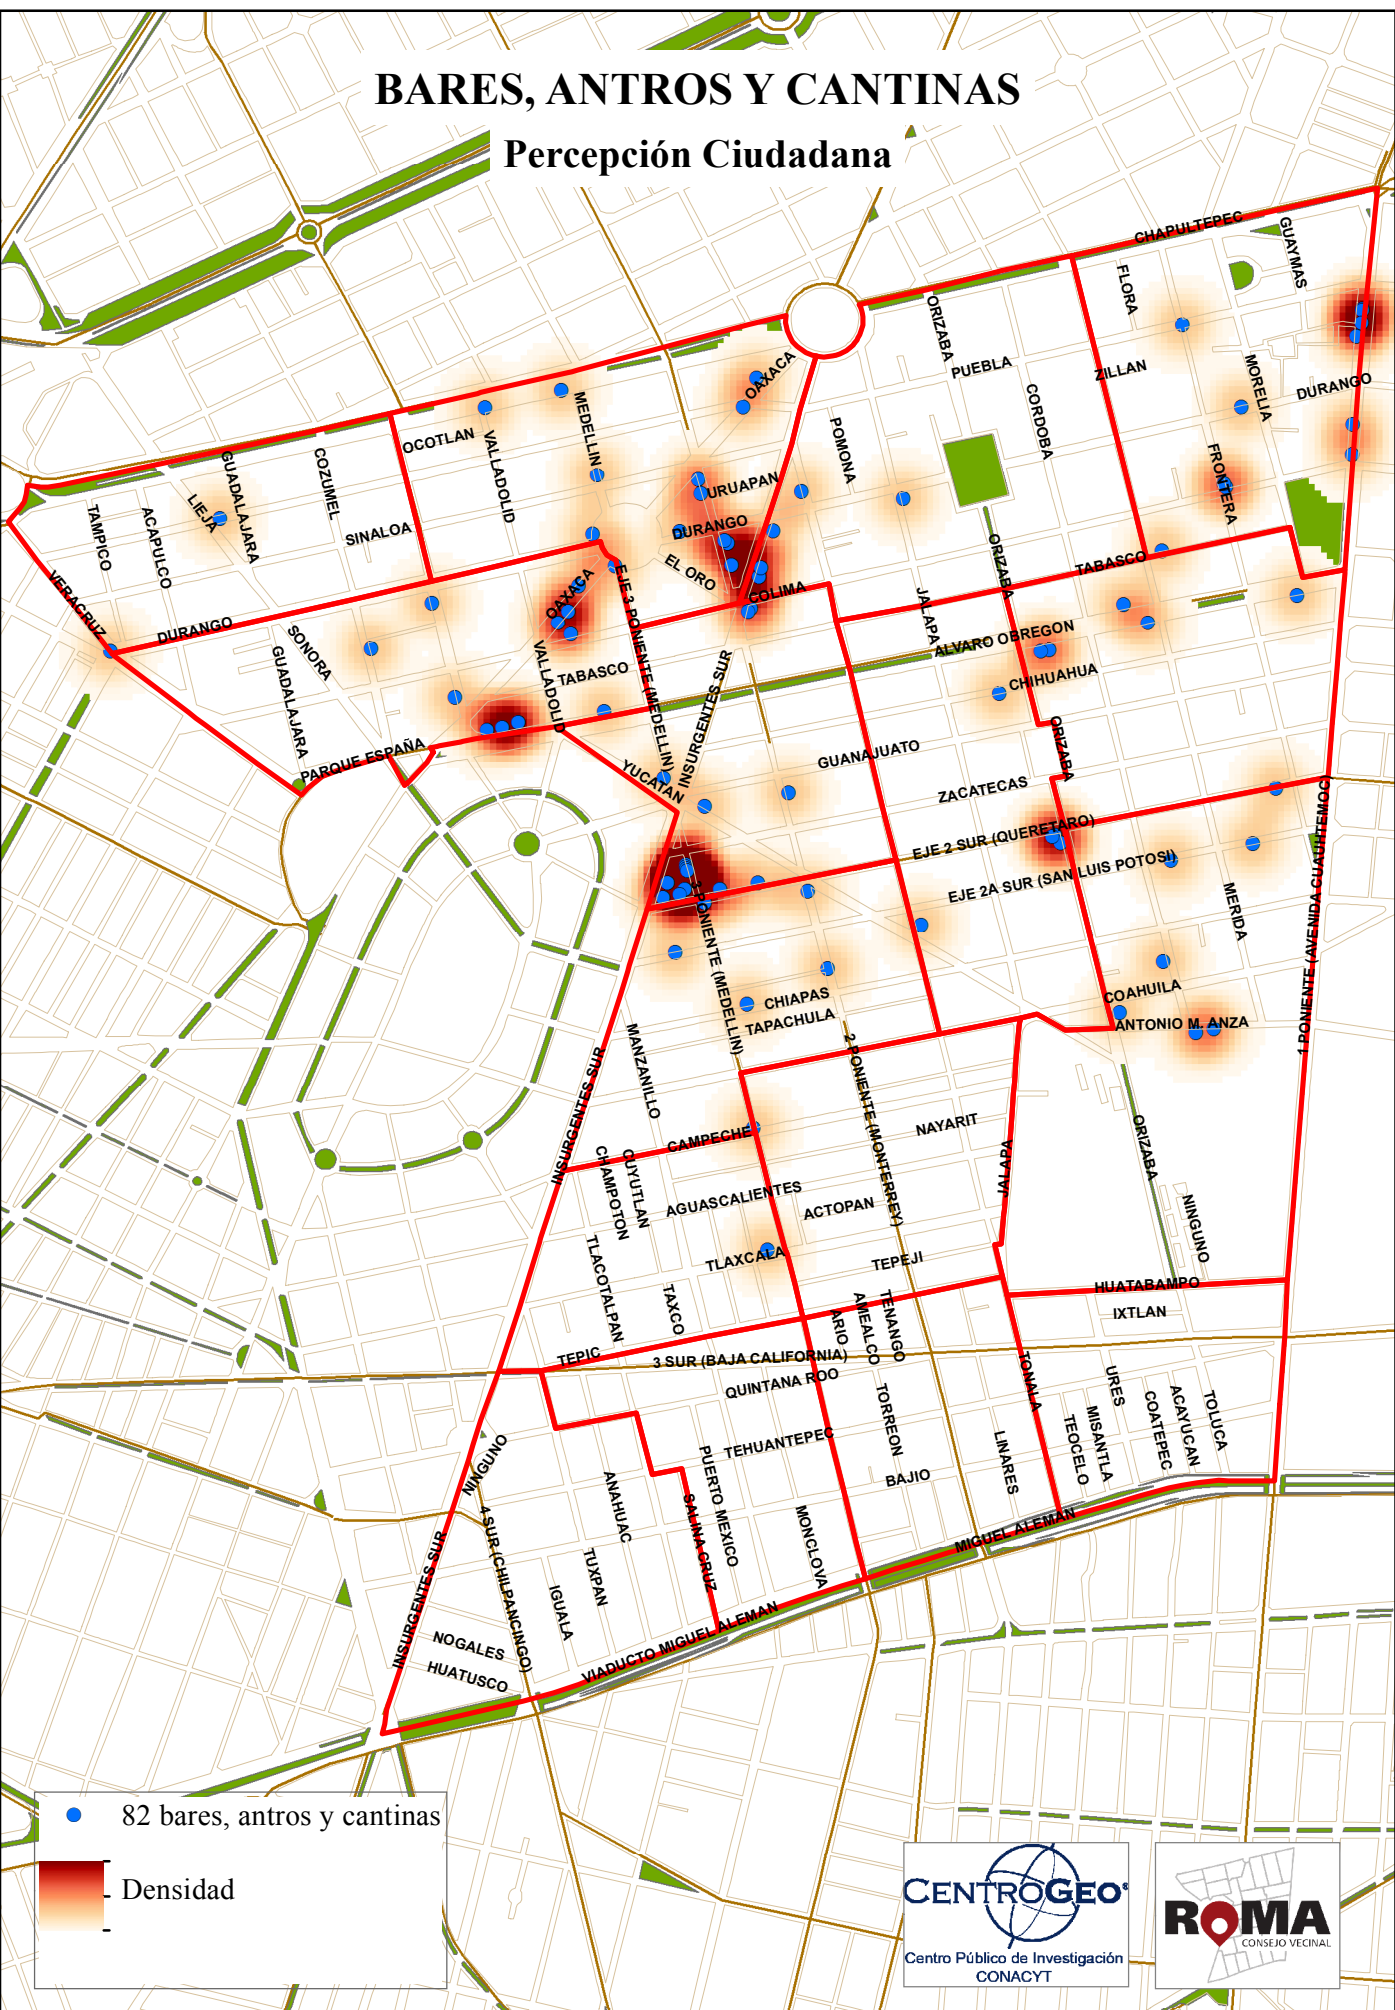 BARES, ANTROS Y CANTINAS
Percepción Ciudadana
CHAPULTEPEC
GUAYMAS
FLORA
ORIZABA
PUEBLA
ZILLAN
MORELIA
DURANGO
CORDOBA
OAXACA
MEDELLIN
POMONA
OCOTLAN
VALLADOLID
COZUMEL
GUADALAJARA
LIEJA
SINALOA
TAMPICO
ACAPULCO
URUAPAN
FRONTERA
DURANGO
EL ORO
ORIZABA
TABASCO
COLIMA
VERACRUZ
OAXACA
EJE 3 PONIENTE (MEDELLIN)
DURANGO
SONORA
GUADALAJARA
VALLADOLID
TABASCO
JALAPA
ALVARO OBREGON
CHIHUAHUA
INSURGENTES SUR
ORIZABA
PARQUE ESPAÑA
YUCATAN
GUANAJUATO
ZACATECAS
EJE 2 SUR (QUERETARO)
EJE 2A SUR (SAN LUIS POTOSI)
MERIDA
1 PONIENTE (AVENIDA CUAUHTEMOC)
3 PONIENTE (MEDELLIN)
CHIAPAS
TAPACHULA
COAHUILA
ANTONIO M. ANZA
MANZANILLO
2 PONIENTE (MONTERREY)
INSURGENTES SUR
CAMPECHE
NAYARIT
ORIZABA
JALAPA
CUYUTLAN
CHAMPOTON
AGUASCALIENTES
ACTOPAN
NINGUNO
TLACOTALPAN
TLAXCALA
TEPEJI
TAXCO
HUATABAMPO
IXTLAN
ARIO
AMEALCO
TENANGO
TEPIC
3 SUR (BAJA CALIFORNIA)
QUINTANA ROO
TONALA
URES
TORREON
MISANTLA
TEOCELO
COATEPEC
ACAYUCAN
TOLUCA
TEHUANTEPEC
LINARES
BAJIO
NINGUNO
ANAHUAC
PUERTO MEXICO
SALINA CRUZ
MONCLOVA
4 SUR (CHILPANCINGO)
MIGUEL ALEMAN
INSURGENTES SUR
TUXPAN
IGUALA
NOGALES
HUATUSCO
VIADUCTO MIGUEL ALEMAN
82 bares, antros y cantinas
Densidad
CENTROGEO®
Centro Público de Investigación
CONACYT
ROMA
CONSEJO VECINAL